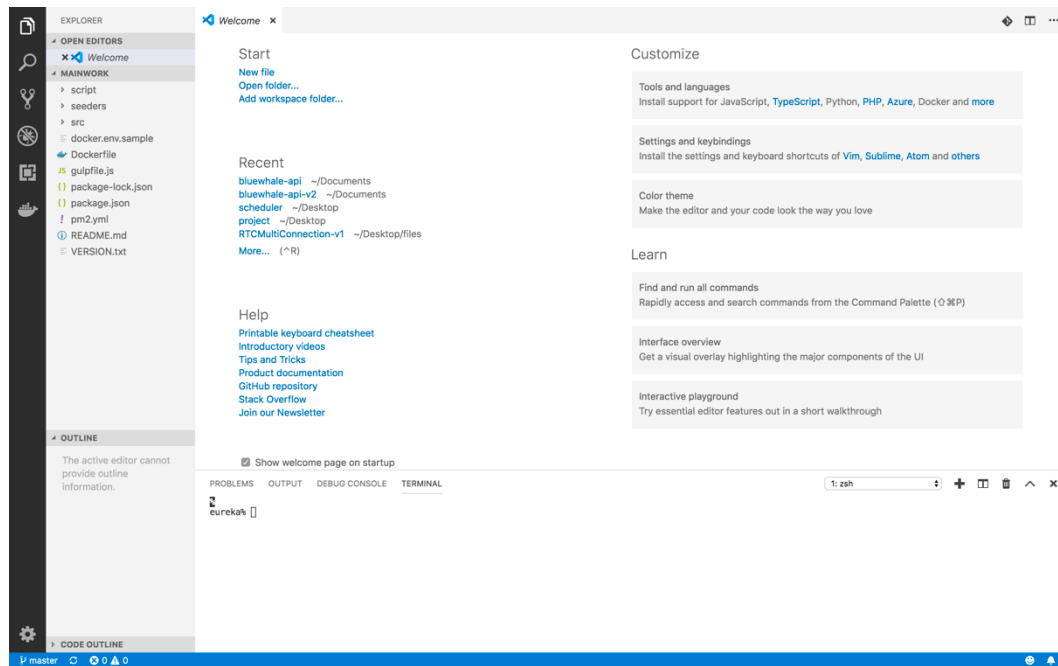 EXPLORER
OPEN EDITORS
Welcome
MAINWORK
script
seeders
src
docker.env.sample
Dockerfile
JS gulpfile.js
{} package-lock.json
{} package.json
! pm2.yml
README.md
VERSION.txt
OUTLINE
The active editor cannot
provide outline
information.
CODE OUTLINE
Welcome
Start
New file
Open folder...
Add workspace folder...
Recent
bluewhale-api ~/Documents
bluewhale-api-v2 ~/Documents
scheduler ~/Desktop
project ~/Desktop
RTCMultiConnection-v1 ~/Desktop/files
More... (^R)
Help
Printable keyboard cheatsheet
Introductory videos
Tips and Tricks
Product documentation
GitHub repository
Stack Overflow
Join our Newsletter
Show welcome page on startup
Customize
Tools and languages
Install support for JavaScript, TypeScript, Python, PHP, Azure, Docker and more
Settings and keybindings
Install the settings and keyboard shortcuts of Vim, Sublime, Atom and others
Color theme
Make the editor and your code look the way you love
Learn
Find and run all commands
Rapidly access and search commands from the Command Palette (⇧⌘P)
Interface overview
Get a visual overlay highlighting the major components of the UI
Interactive playground
Try essential editor features out in a short walkthrough
PROBLEMS OUTPUT DEBUG CONSOLE TERMINAL
1: zsh
%
eureka%
master 0 0